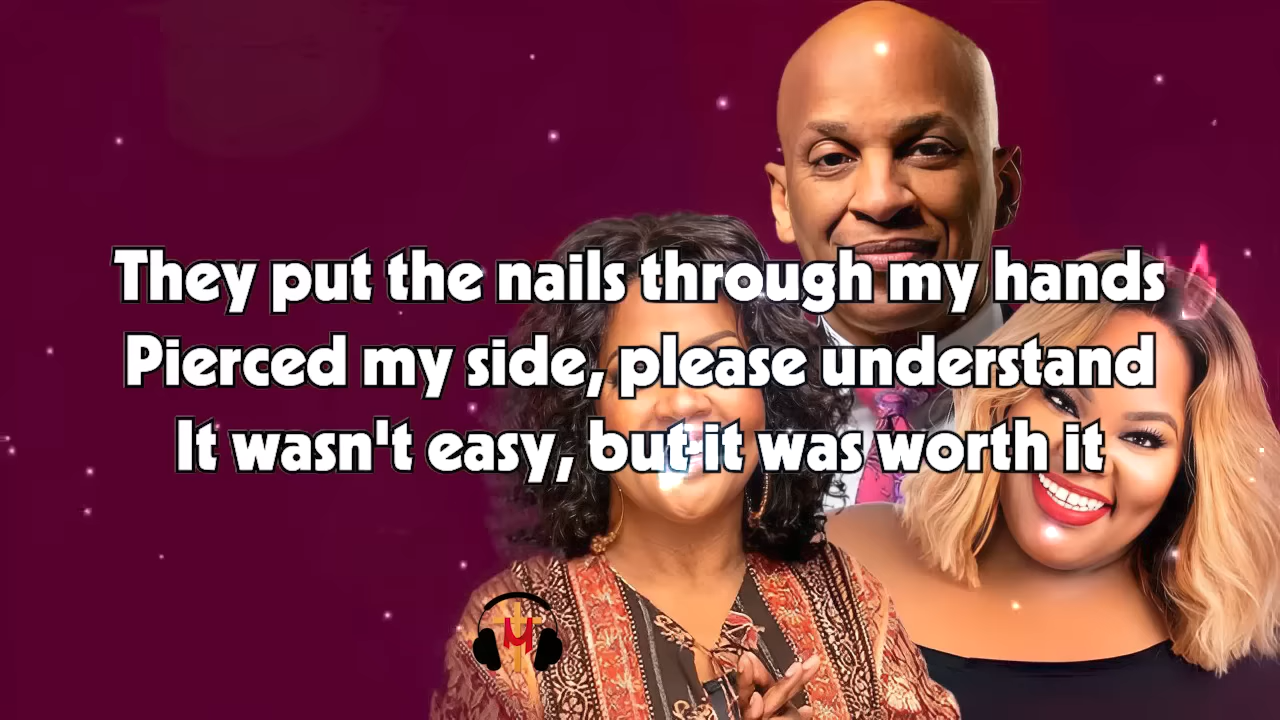 They put the nails through my hands
Pierced my side, please understand
It wasn't easy, but it was worth it
M